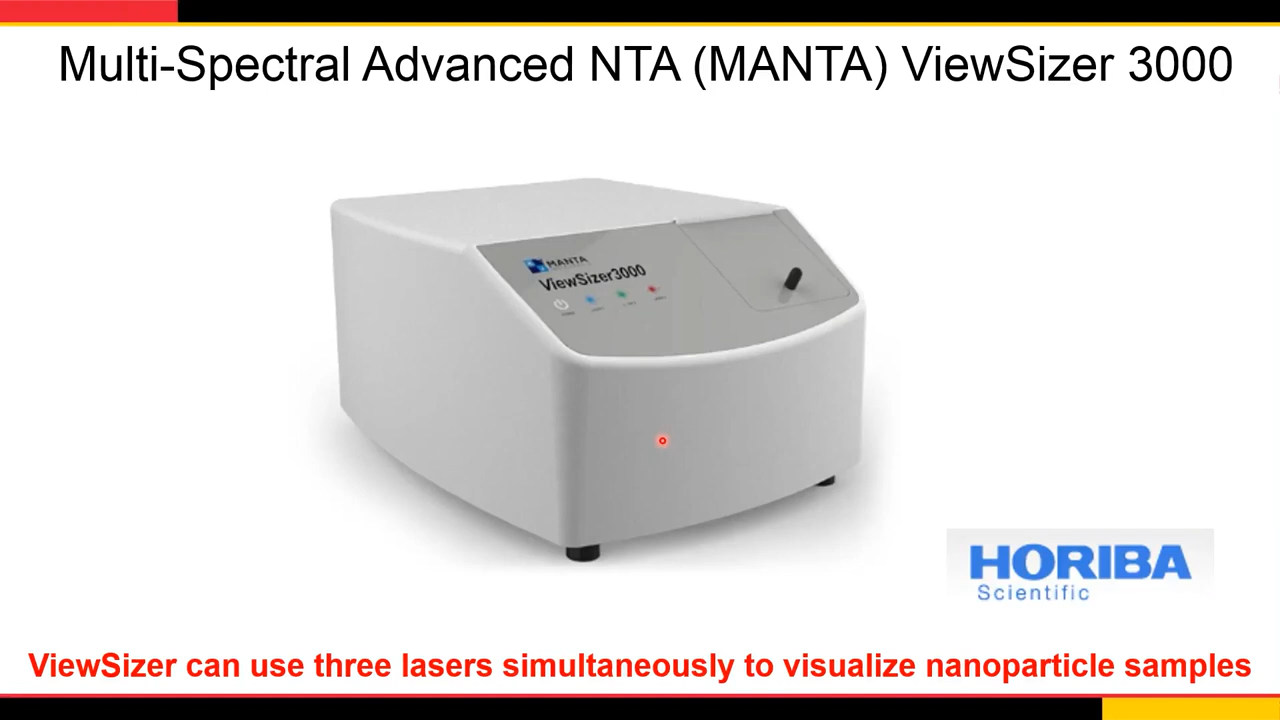 Multi-Spectral Advanced NTA (MANTA) ViewSizer 3000
MANTA
ViewSizer3000
HORIBA
Scientific
ViewSizer can use three lasers simultaneously to visualize nanoparticle samples